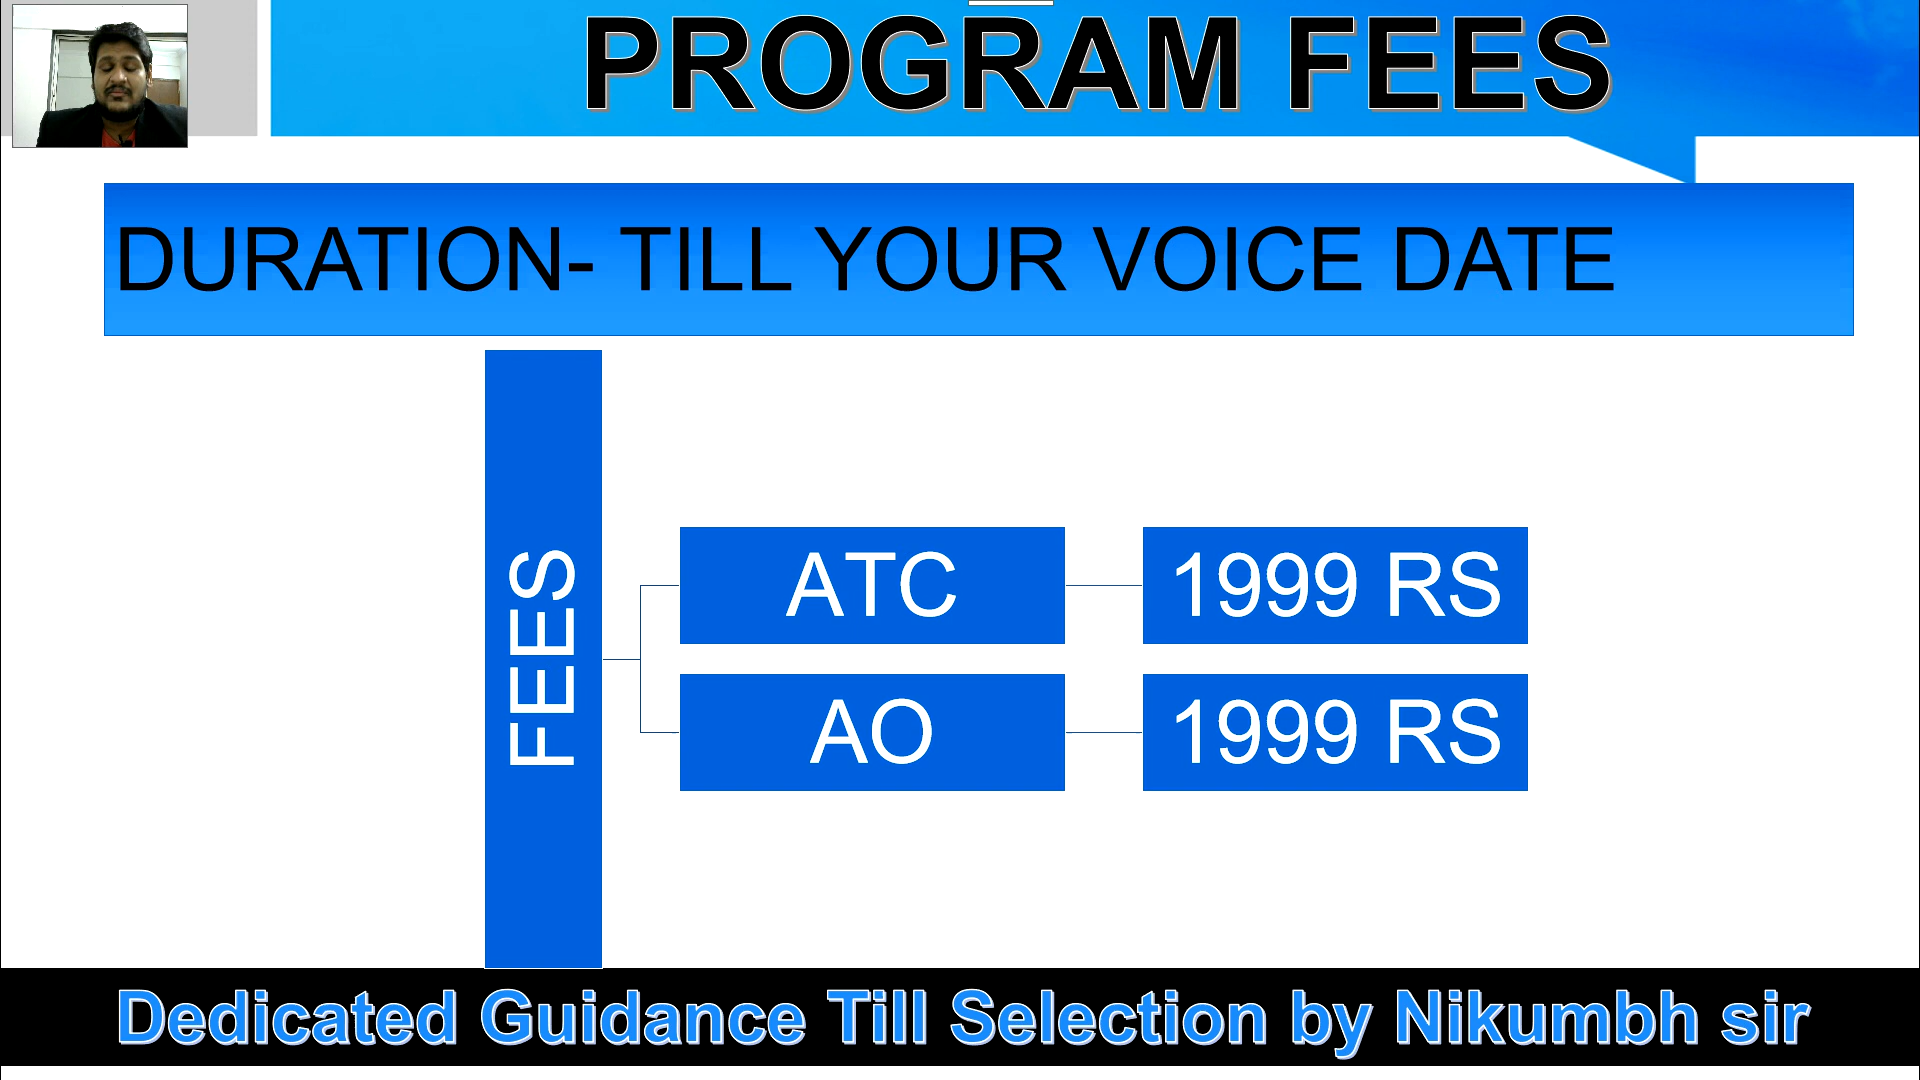 PROGRAM FEES
DURATION- TILL YOUR VOICE DATE
FEES
ATC
1999 RS
AO
1999 RS
Dedicated Guidance Till Selection by Nikumbh sir